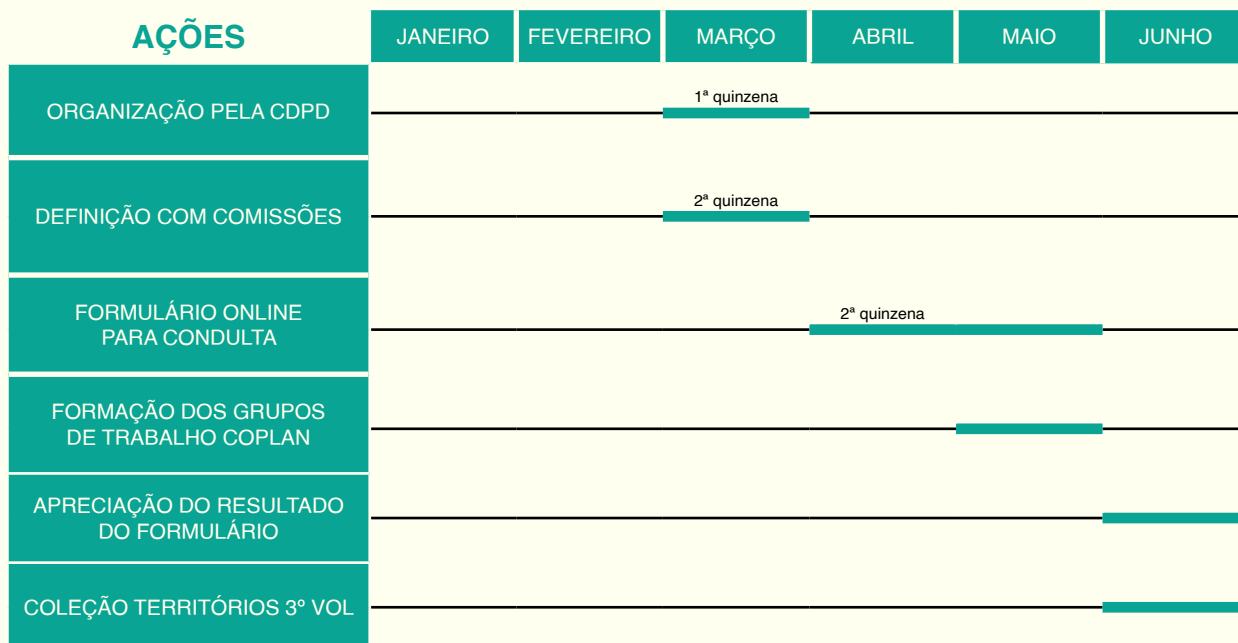 AÇÕES
JANEIRO
FEVEREIRO
MARÇO
ABRIL
MAIO
JUNHO
ORGANIZAÇÃO PELA CDPD
1ª quinzena
DEFINIÇÃO COM COMISSÕES
2ª quinzena
FORMULÁRIO ONLINE
PARA CONDULTA
2ª quinzena
FORMAÇÃO DOS GRUPOS
DE TRABALHO COPLAN
APRECIAÇÃO DO RESULTADO
DO FORMULÁRIO
COLEÇÃO TERRITÓRIOS 3º VOL